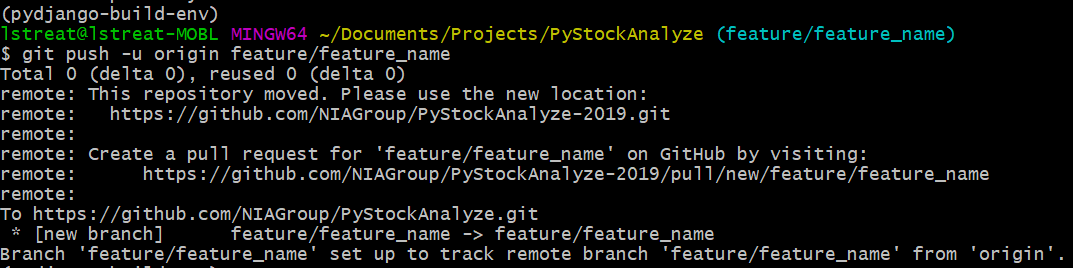 (pydjango-build-env)
lstreat@lstreat-MOBL MINGW64 ~/Documents/Projects/PyStockAnalyze (feature/feature_name)
$ git push -u origin feature/feature_name
Total 0 (delta 0), reused 0 (delta 0)
remote: This repository moved. Please use the new location:
remote:   https://github.com/NIAGroup/PyStockAnalyze-2019.git
remote:
remote: Create a pull request for 'feature/feature_name' on GitHub by visiting:
remote:      https://github.com/NIAGroup/PyStockAnalyze-2019/pull/new/feature/feature_name
remote:
To https://github.com/NIAGroup/PyStockAnalyze.git
 * [new branch]      feature/feature_name -> feature/feature_name
Branch 'feature/feature_name' set up to track remote branch 'feature/feature_name' from 'origin'.